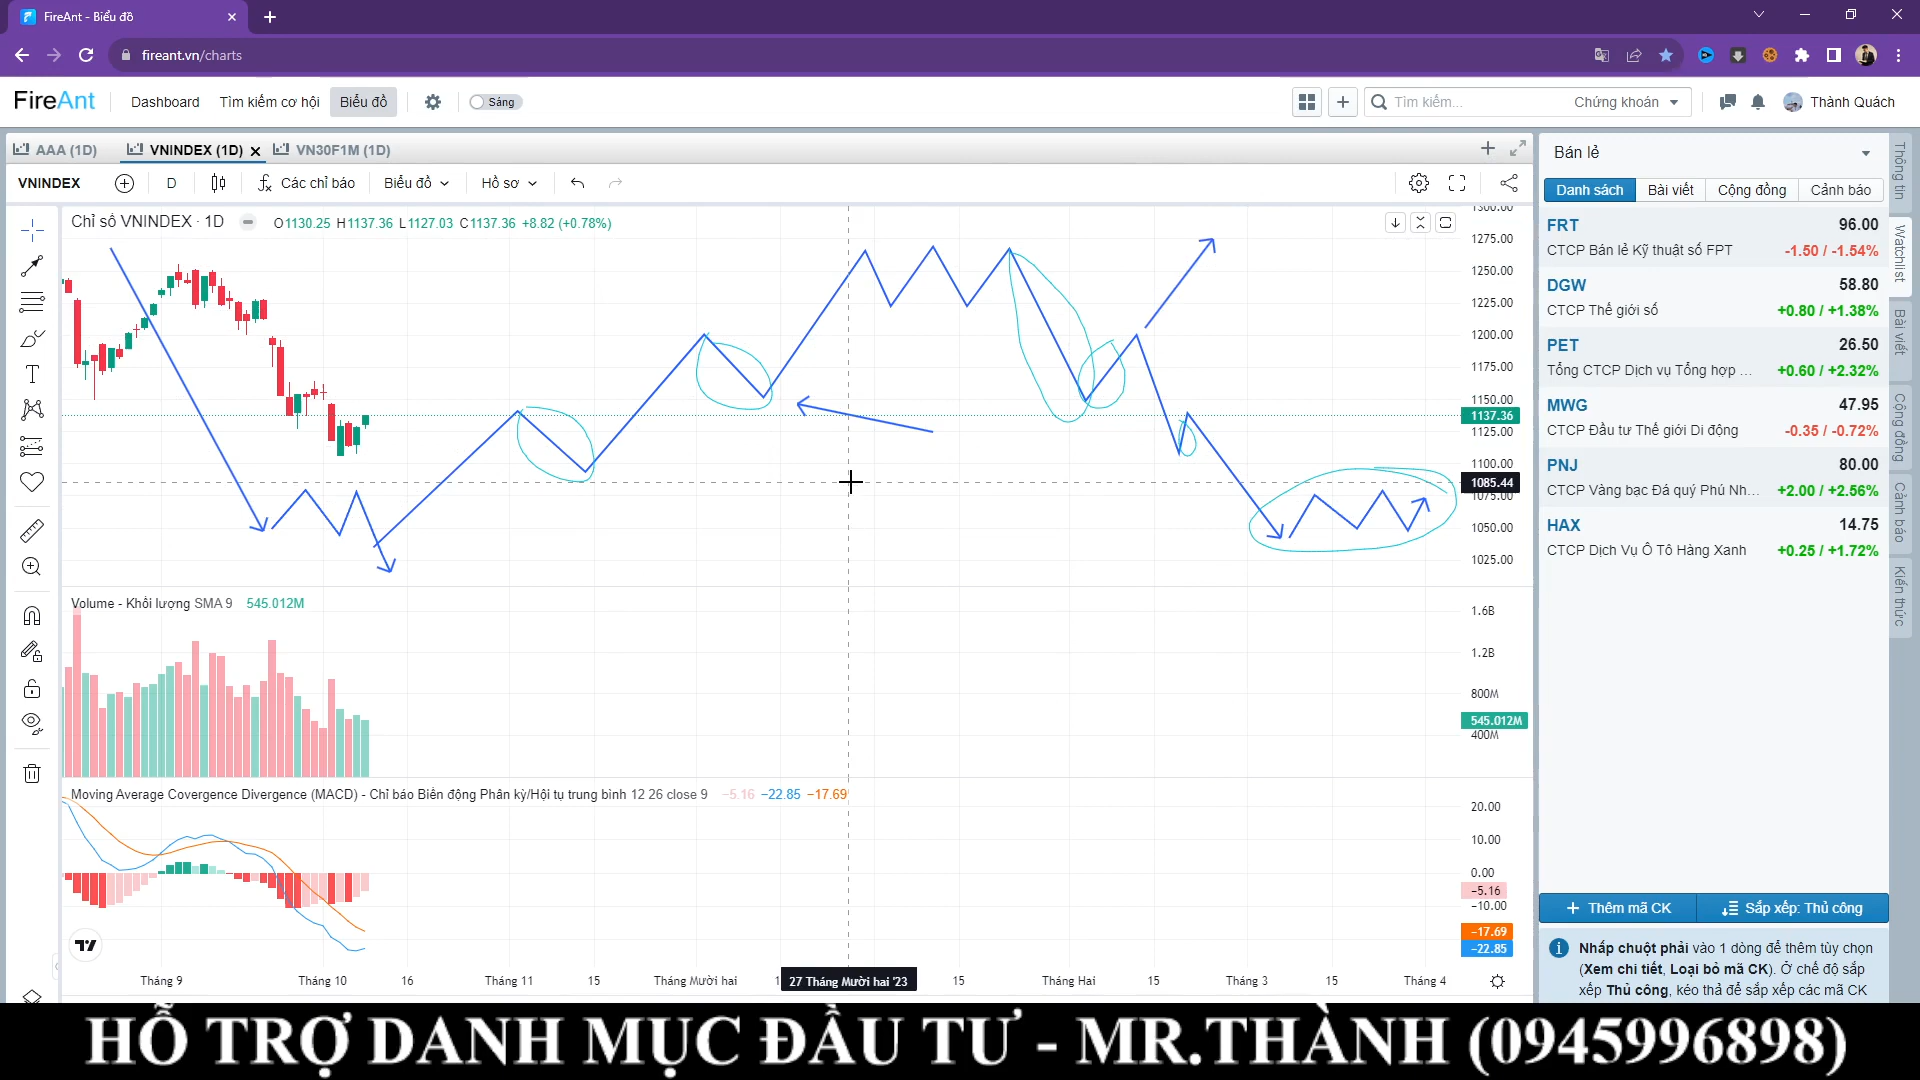 FireAnt - Biểu đồ
fireant.vn/charts
FireAnt
Dashboard
Tìm kiếm cơ hội
Biểu đồ
Sáng
Tìm kiếm...
Chứng khoán
Thành Quách
AAA (1D)
VNINDEX (1D)
VN30F1M (1D)
VNINDEX
D
Các chỉ báo
Biểu đồ
Hồ sơ
Chỉ số VNINDEX · 1D
O1130.25 H1137.36 L1127.03 C1137.36 +8.82 (+0.78%)
1300.00
1275.00
1250.00
1225.00
1200.00
1175.00
1150.00
1137.36
1125.00
1100.00
1085.44
1075.00
1050.00
1025.00
Volume - Khối lượng SMA 9 545.012M
1.6B
1.2B
800M
545.012M
400M
Moving Average Covergence Divergence (MACD) - Chỉ báo Biến động Phân kỳ/Hội tụ trung bình 12 26 close 9 −5.16 −22.85 −17.69
20.00
10.00
0.00
−5.16
−10.00
−17.69
−22.85
Tháng 9
Tháng 10
16
Tháng 11
15
Tháng Mười hai
27 Tháng Mười hai '23
15
Tháng Hai
15
Tháng 3
15
Tháng 4
Bán lẻ
Danh sách
Bài viết
Cộng đồng
Cảnh báo
FRT 96.00
CTCP Bán lẻ Kỹ thuật số FPT -1.50 / -1.54%
DGW 58.80
CTCP Thế giới số +0.80 / +1.38%
PET 26.50
Tổng CTCP Dịch vụ Tổng hợp ... +0.60 / +2.32%
MWG 47.95
CTCP Đầu tư Thế giới Di động -0.35 / -0.72%
PNJ 80.00
CTCP Vàng bạc Đá quý Phú Nh... +2.00 / +2.56%
HAX 14.75
CTCP Dịch Vụ Ô Tô Hàng Xanh +0.25 / +1.72%
Thêm mã CK
Sắp xếp: Thủ công
Nhấp chuột phải vào 1 dòng để thêm tùy chọn
(Xem chi tiết, Loại bỏ mã CK). Ở chế độ sắp
xếp Thủ công, kéo thả để sắp xếp các mã CK
Thông tin
Watchlist
Bài viết
Cộng đồng
Cảnh báo
Kiến thức
HỖ TRỢ DANH MỤC ĐẦU TƯ - MR.THÀNH (0945996898)